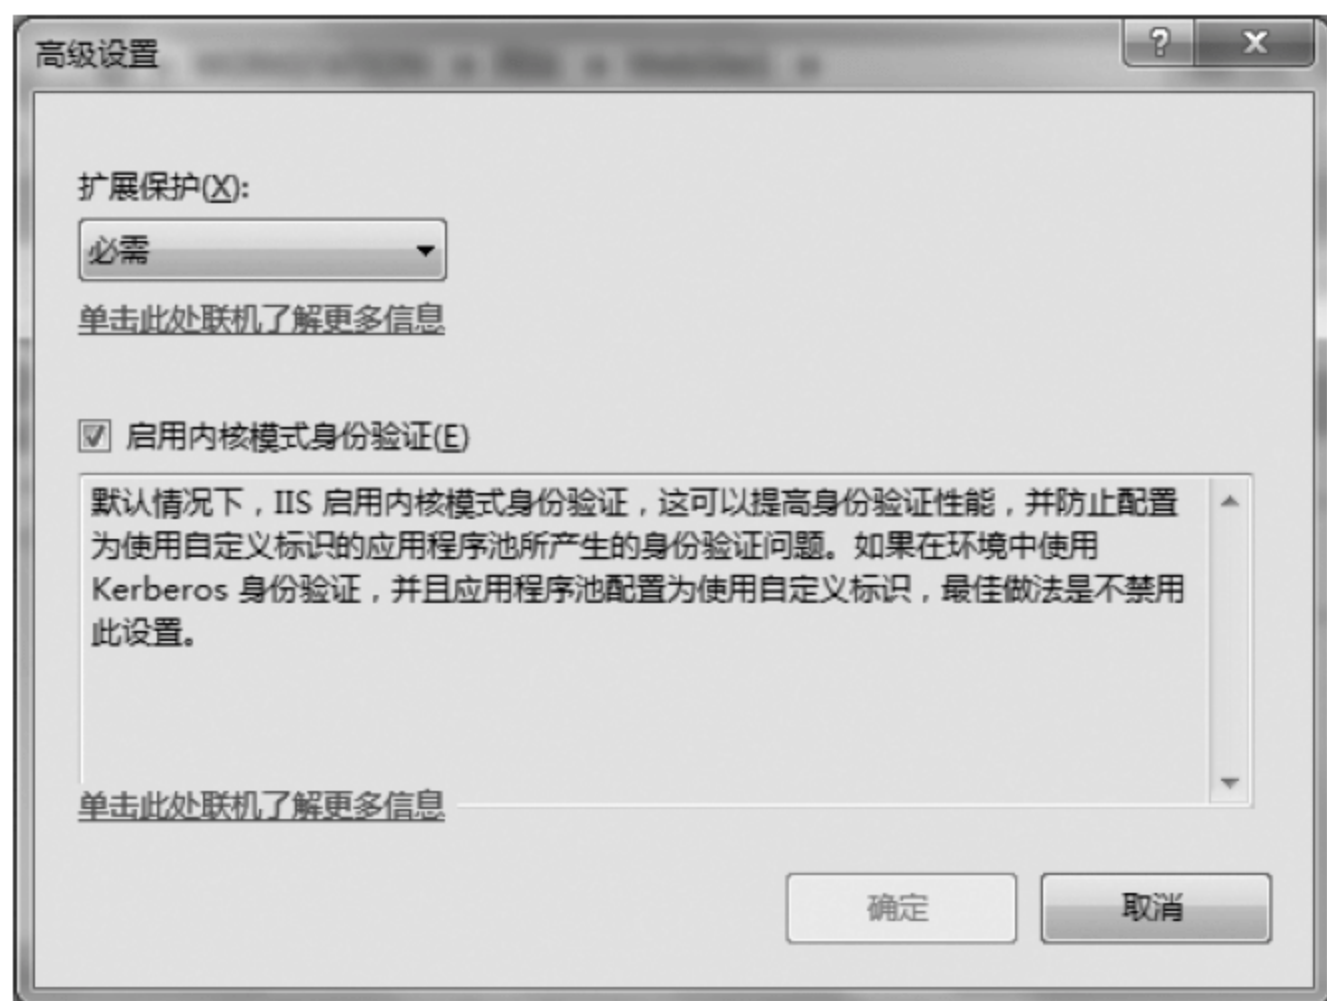 高级设置
扩展保护(X):
必需
单击此处联机了解更多信息
启用内核模式身份验证(E)
默认情况下，IIS 启用内核模式身份验证，这可以提高身份验证性能，并防止配置
为使用自定义标识的应用程序池所产生的身份验证问题。如果在环境中使用
Kerberos 身份验证，并且应用程序池配置为使用自定义标识，最佳做法是不禁用
此设置。
单击此处联机了解更多信息
确定
取消